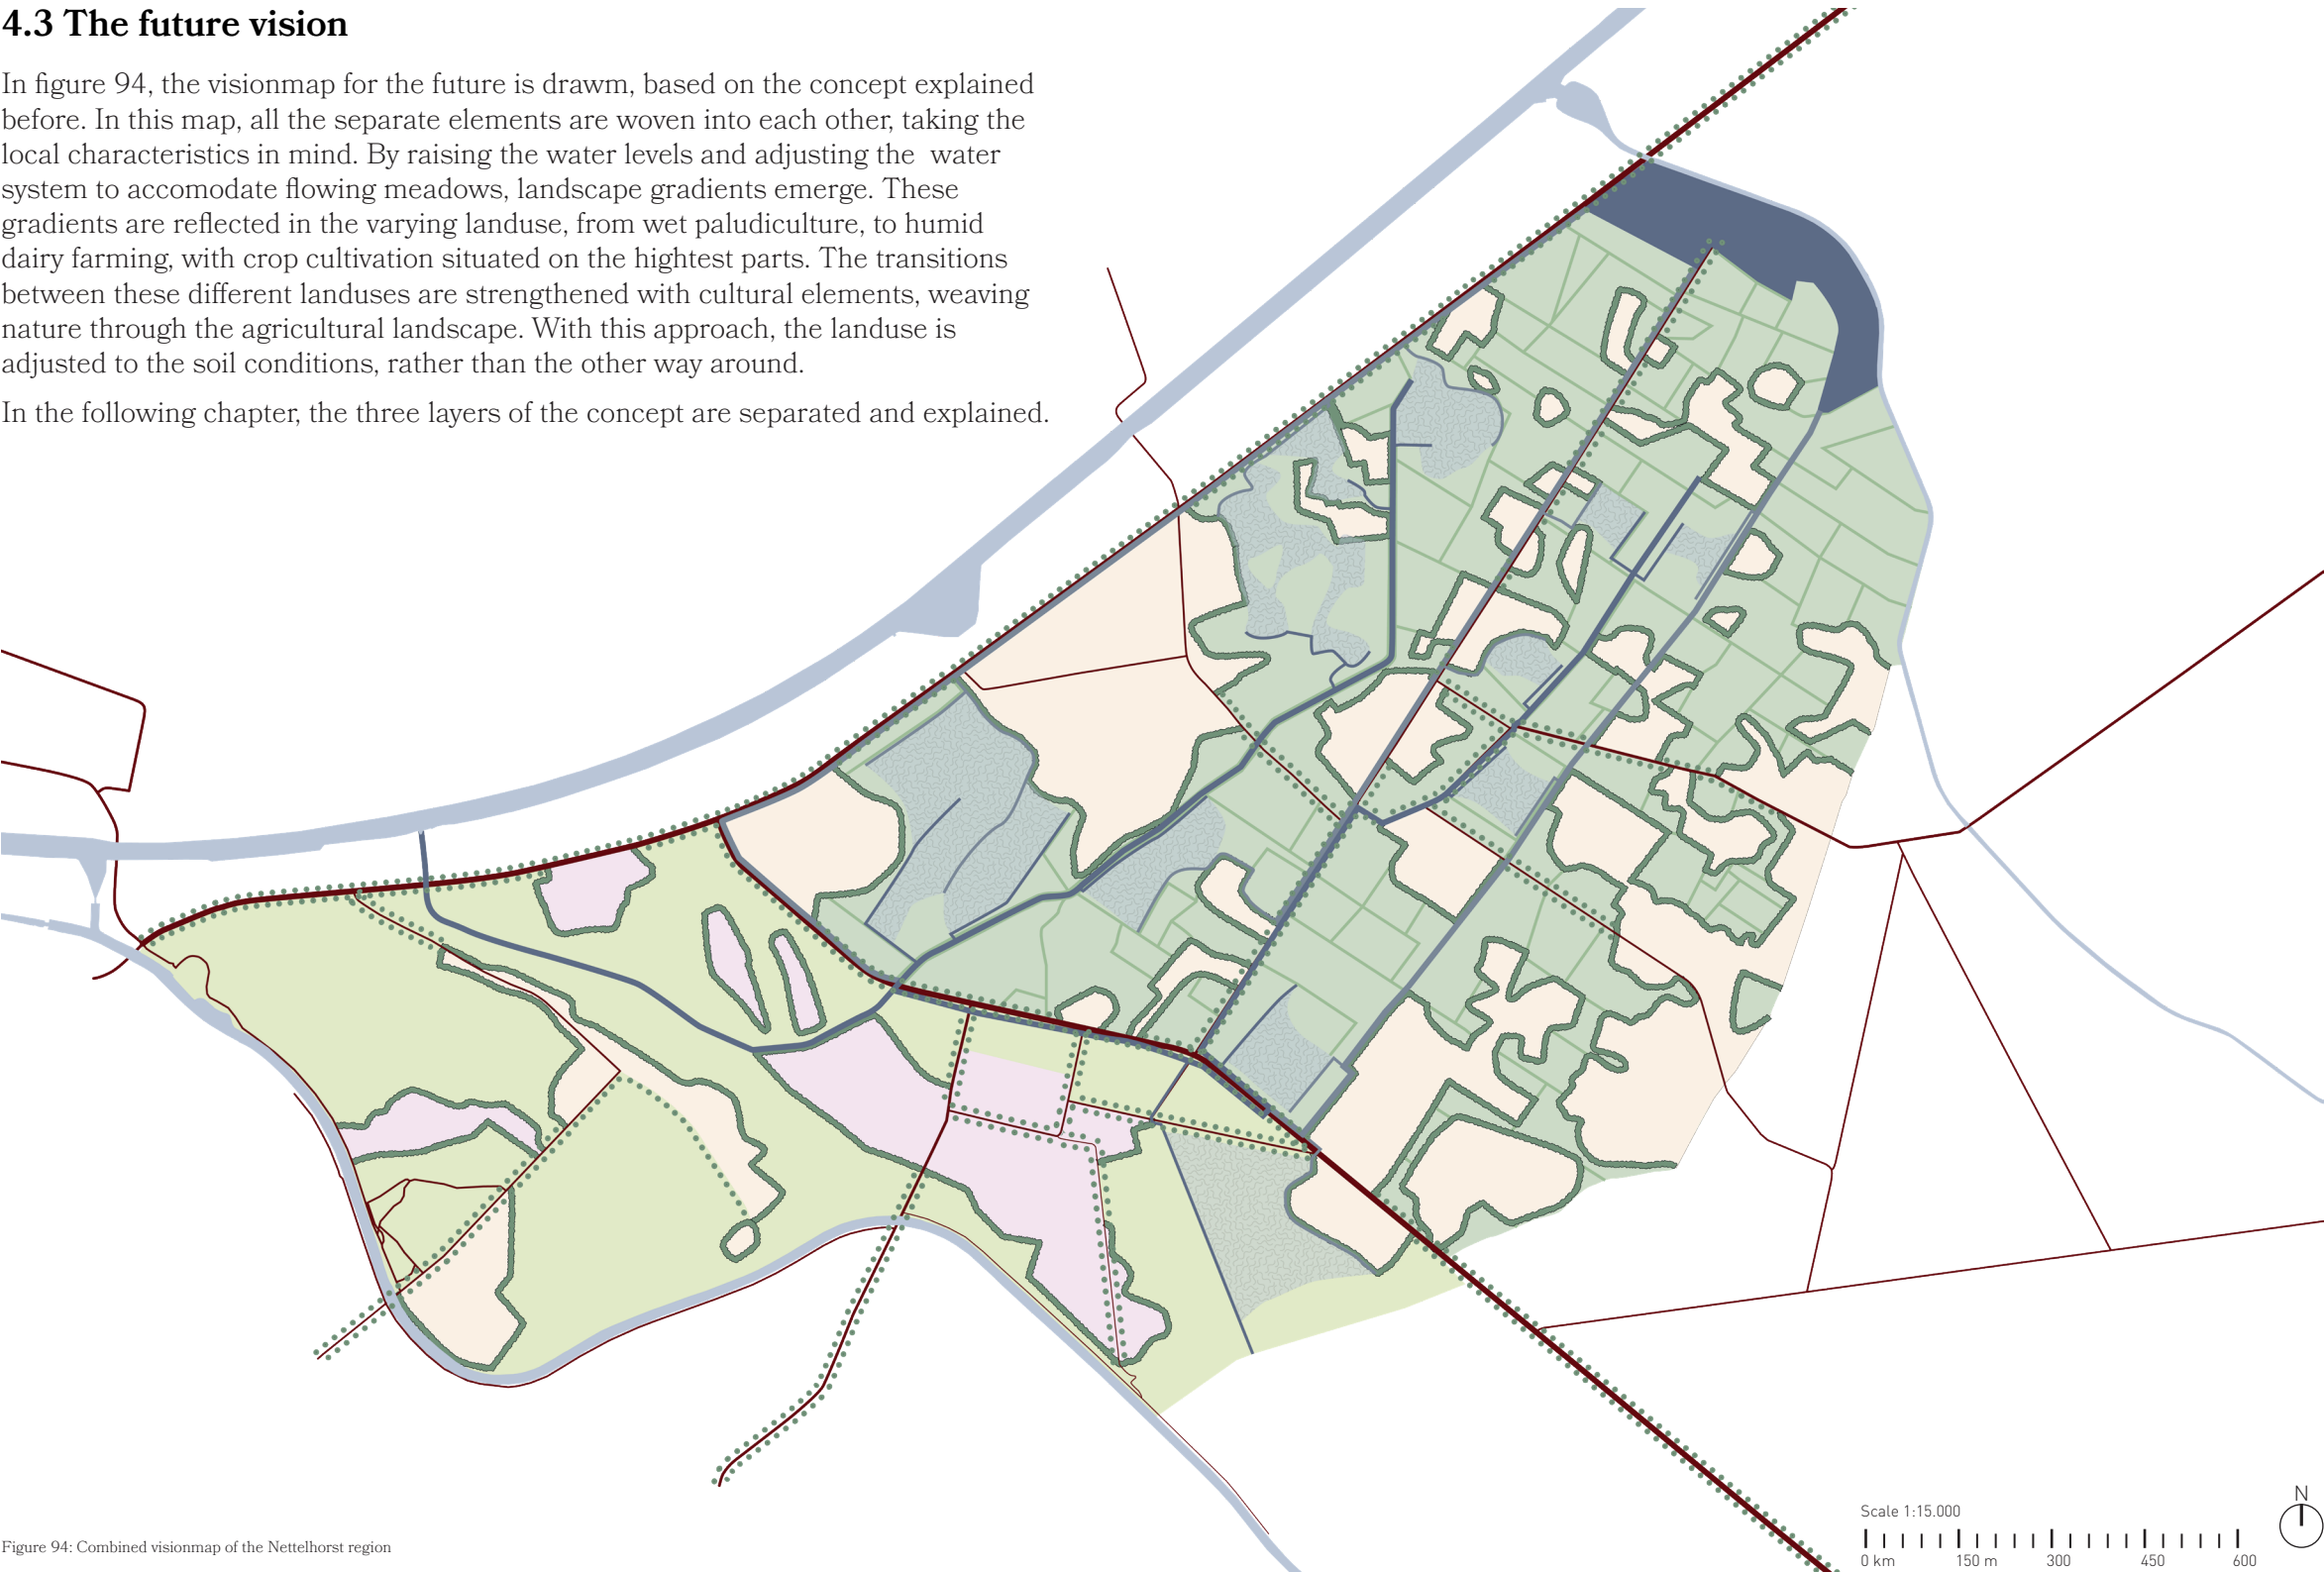 4.3 The future vision
In figure 94, the visionmap for the future is drawm, based on the concept explained
before. In this map, all the separate elements are woven into each other, taking the
local characteristics in mind. By raising the water levels and adjusting the  water
system to accomodate flowing meadows, landscape gradients emerge. These
gradients are reflected in the varying landuse, from wet paludiculture, to humid
dairy farming, with crop cultivation situated on the hightest parts. The transitions
between these different landuses are strengthened with cultural elements, weaving
nature through the agricultural landscape. With this approach, the landuse is
adjusted to the soil conditions, rather than the other way around.
In the following chapter, the three layers of the concept are separated and explained.
Figure 94: Combined visionmap of the Nettelhorst region
Scale 1:15.000
0 km 150 m 300 450 600
N